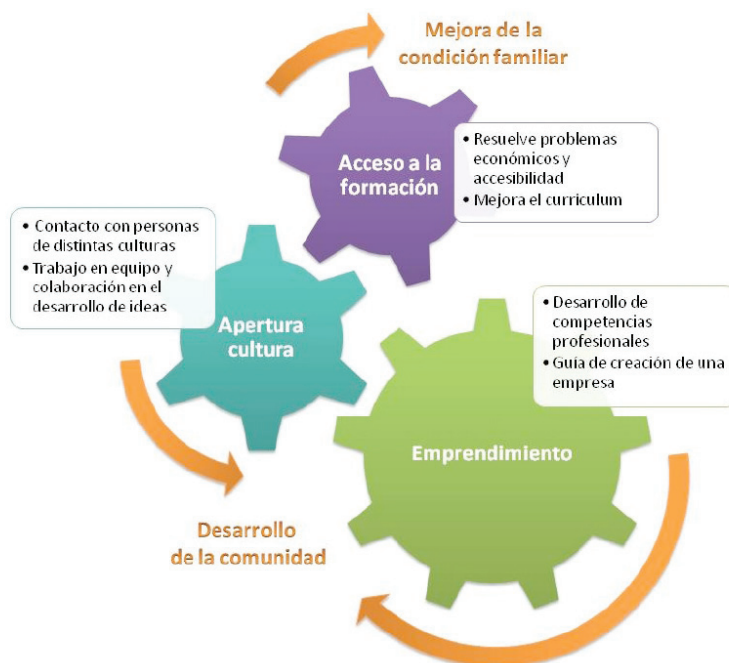 Mejora de la
condición familiar
Acceso a la
formación
• Resuelve problemas
económicos y
accesibilidad
• Mejora el curriculum
• Contacto con personas
de distintas culturas
• Trabajo en equipo y
colaboración en el
desarrollo de ideas
Apertura
cultura
• Desarrollo de
competencias
profesionales
• Guía de creación de una
empresa
Emprendimiento
Desarrollo
de la comunidad